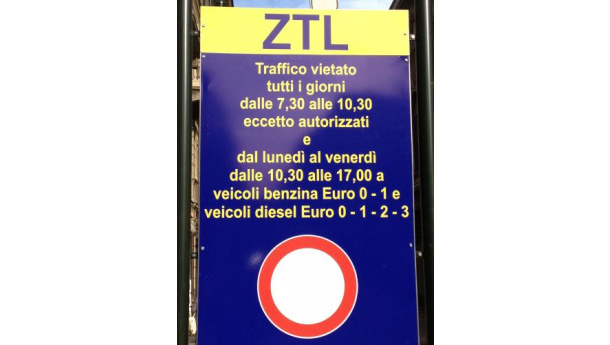 ZTL
Traffico vietato
tutti i giorni
dalle 7,30 alle 10,30
eccetto autorizzati
e
dal lunedì al venerdì
dalle 10,30 alle 17,00 a
veicoli benzina Euro 0 - 1 e
veicoli diesel Euro 0 - 1 - 2 - 3